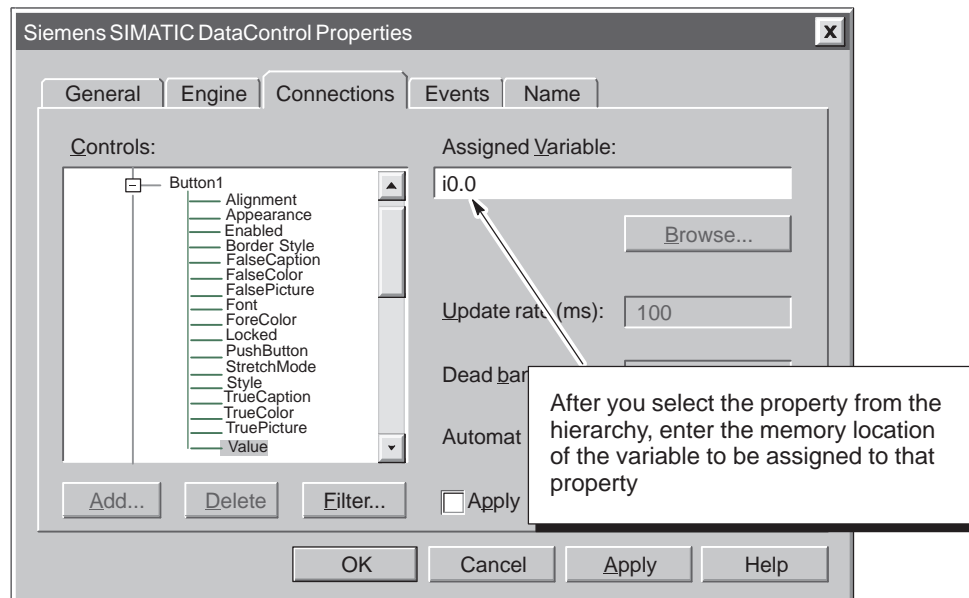 Siemens SIMATIC DataControl Properties
x
General Engine Connections Events Name
Controls:
Button1
Alignment
Appearance
Enabled
Border Style
FalseCaption
FalseColor
FalsePicture
Font
ForeColor
Locked
PushButton
StretchMode
Style
TrueCaption
TrueColor
TruePicture
Value
Add... Delete Filter...
Assigned Variable:
i0.0
Browse...
Update rate (ms): 100
Dead
Automat
Apply
After you select the property from the
hierarchy, enter the memory location
of the variable to be assigned to that
property
OK Cancel Apply Help